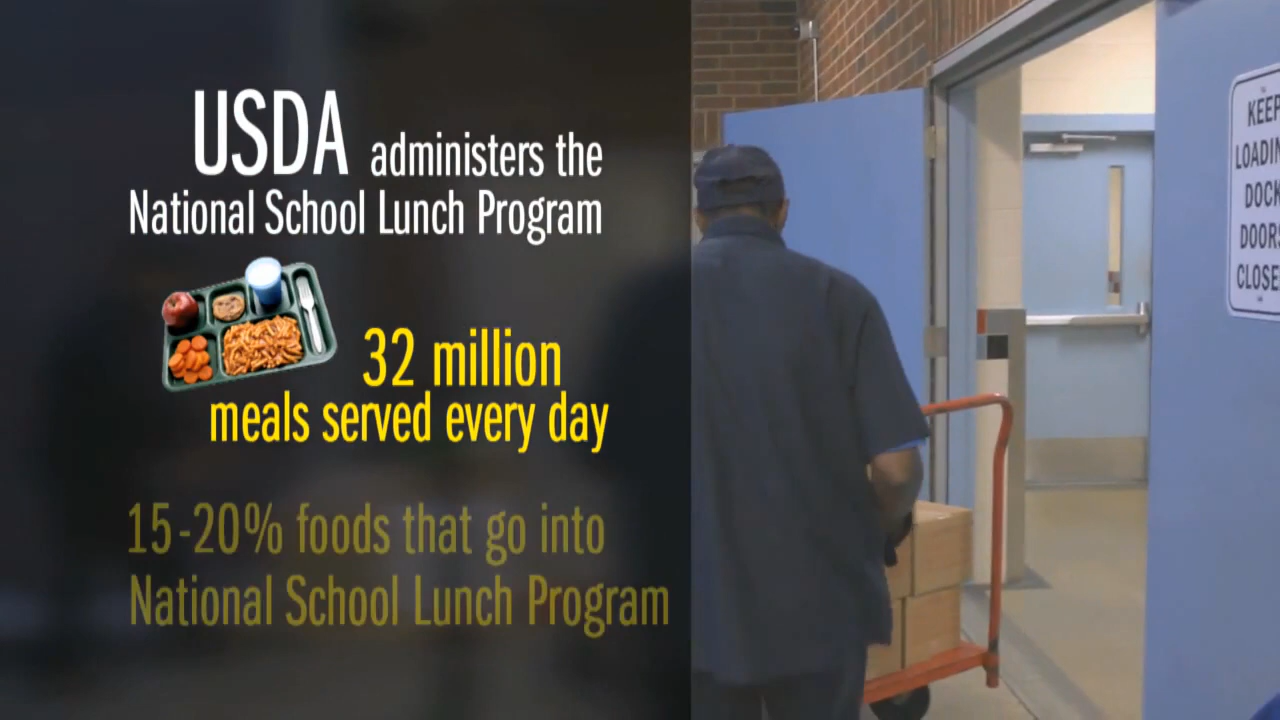 USDA administers the
National School Lunch Program
32 million
meals served every day
15-20% foods that go into
National School Lunch Program
KEEP
LOADIN
DOCK
DOORS
CLOSE